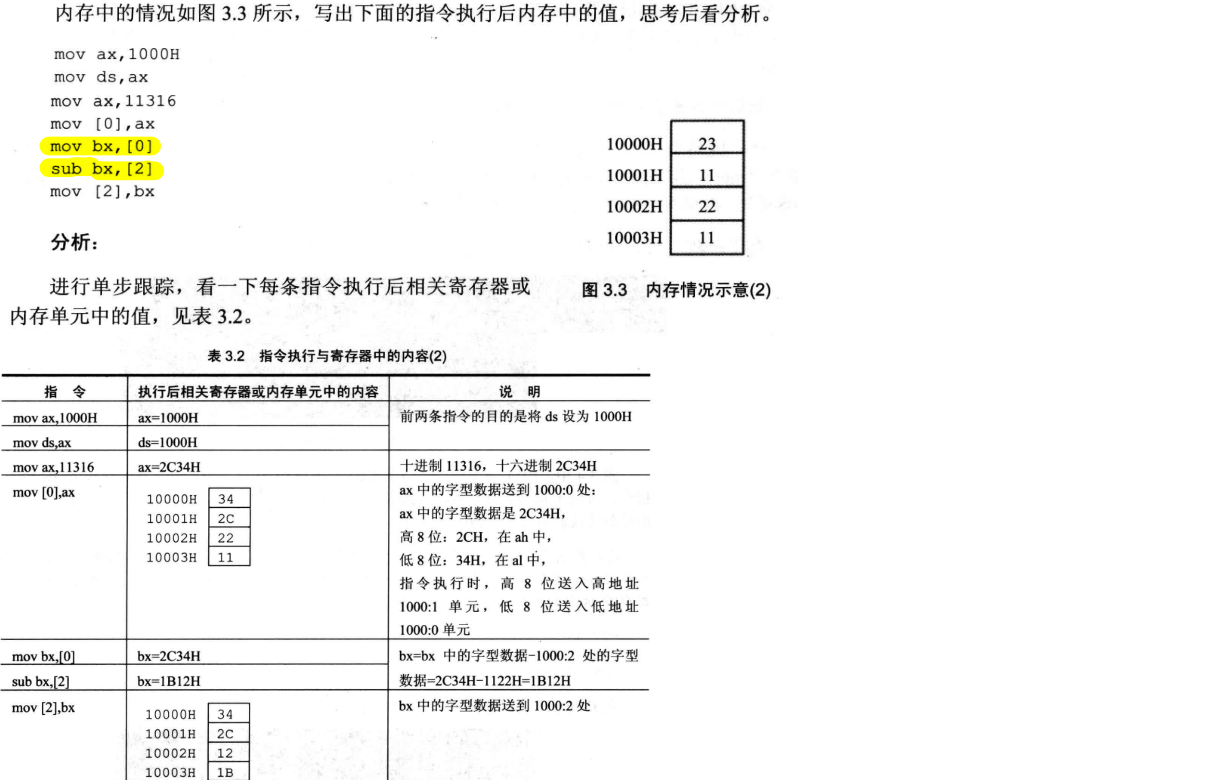 内存中的情况如图 3.3 所示，写出下面的指令执行后内存中的值，思考后看分析。
mov ax,1000H
mov ds,ax
mov ax,11316
mov [0],ax
mov bx,[0]
sub bx,[2]
mov [2],bx
10000H 23
10001H 11
10002H 22
10003H 11
图 3.3 内存情况示意(2)
分析：
进行单步跟踪，看一下每条指令执行后相关寄存器或
内存单元中的值，见表 3.2。
表 3.2 指令执行与寄存器中的内容(2)
指 令 执行后相关寄存器或内存单元中的内容 说 明
mov ax,1000H ax=1000H 前两条指令的目的是将 ds 设为 1000H
mov ds,ax ds=1000H
mov ax,11316 ax=2C34H 十进制 11316，十六进制 2C34H
mov [0],ax
10000H 34
10001H 2C
10002H 22
10003H 11
ax 中的字型数据送到 1000:0 处：
ax 中的字型数据是 2C34H，
高 8 位：2CH，在 ah 中，
低 8 位：34H，在 al 中，
指令执行时，高 8 位送入高地址
1000:1 单元，低 8 位送入低地址
1000:0 单元
mov bx,[0] bx=2C34H bx=bx 中的字型数据-1000:2 处的字型
sub bx,[2] bx=1B12H 数据=2C34H-1122H=1B12H
mov [2],bx bx 中的字型数据送到 1000:2 处
10000H 34
10001H 2C
10002H 12
10003H 1B